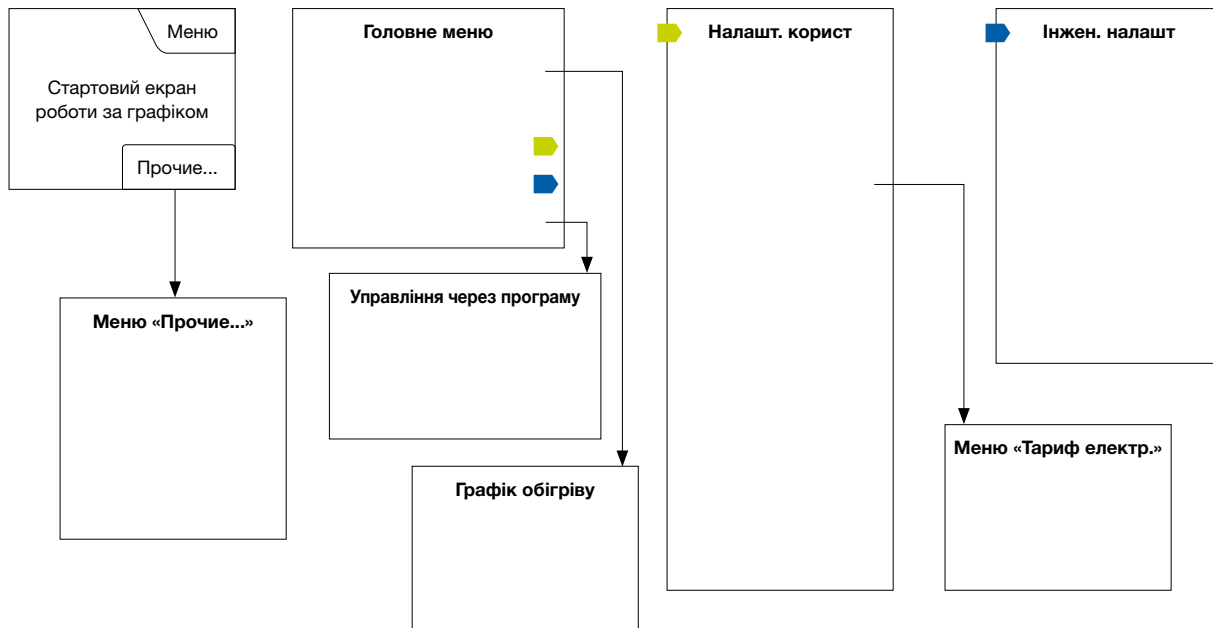 Меню
Стартовий екран
роботи за графіком
Прочие...
Меню «Прочие...»
Головне меню
Управління через програму
Графік обігріву
Налашт. корист
Меню «Тариф електр.»
Інжен. налашт